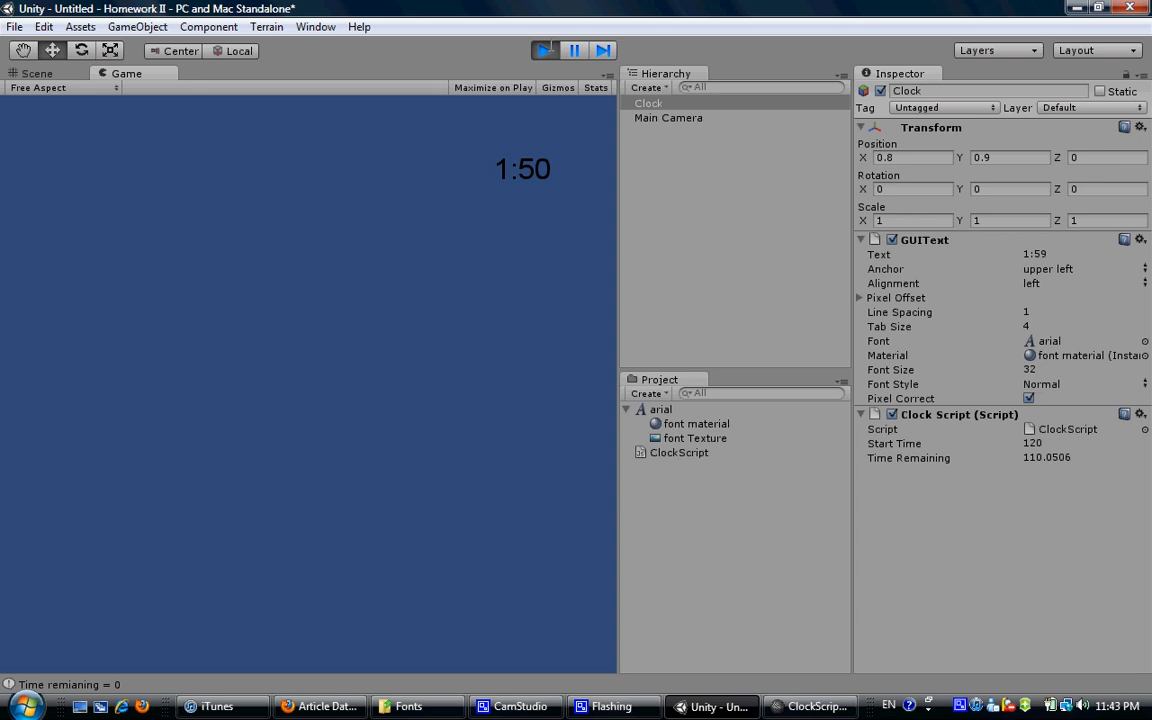 Unity - Untitled - Homework II - PC and Mac Standalone*
File Edit Assets GameObject Component Terrain Window Help
Center Local Layers Layout
Scene Game
Free Aspect Maximize on Play Gizmos Stats
1:50
Hierarchy
Create All
Clock
Main Camera
Project
Create All
arial
font material
font Texture
ClockScript
Inspector
Clock Static
Tag Untagged Layer Default
Transform
Position
X 0.8 Y 0.9 Z 0
Rotation
X 0 Y 0 Z 0
Scale
X 1 Y 1 Z 1
GUIText
Text 1:59
Anchor upper left
Alignment left
Pixel Offset
Line Spacing 1
Tab Size 4
Font arial
Material font material (Instai
Font Size 32
Font Style Normal
Pixel Correct
Clock Script (Script)
Script ClockScript
Start Time 120
Time Remaining 110.0506
Time remianing = 0
iTunes Article Dat... Fonts CamStudio Flashing Unity - Un... ClockScrip... EN 11:43 PM